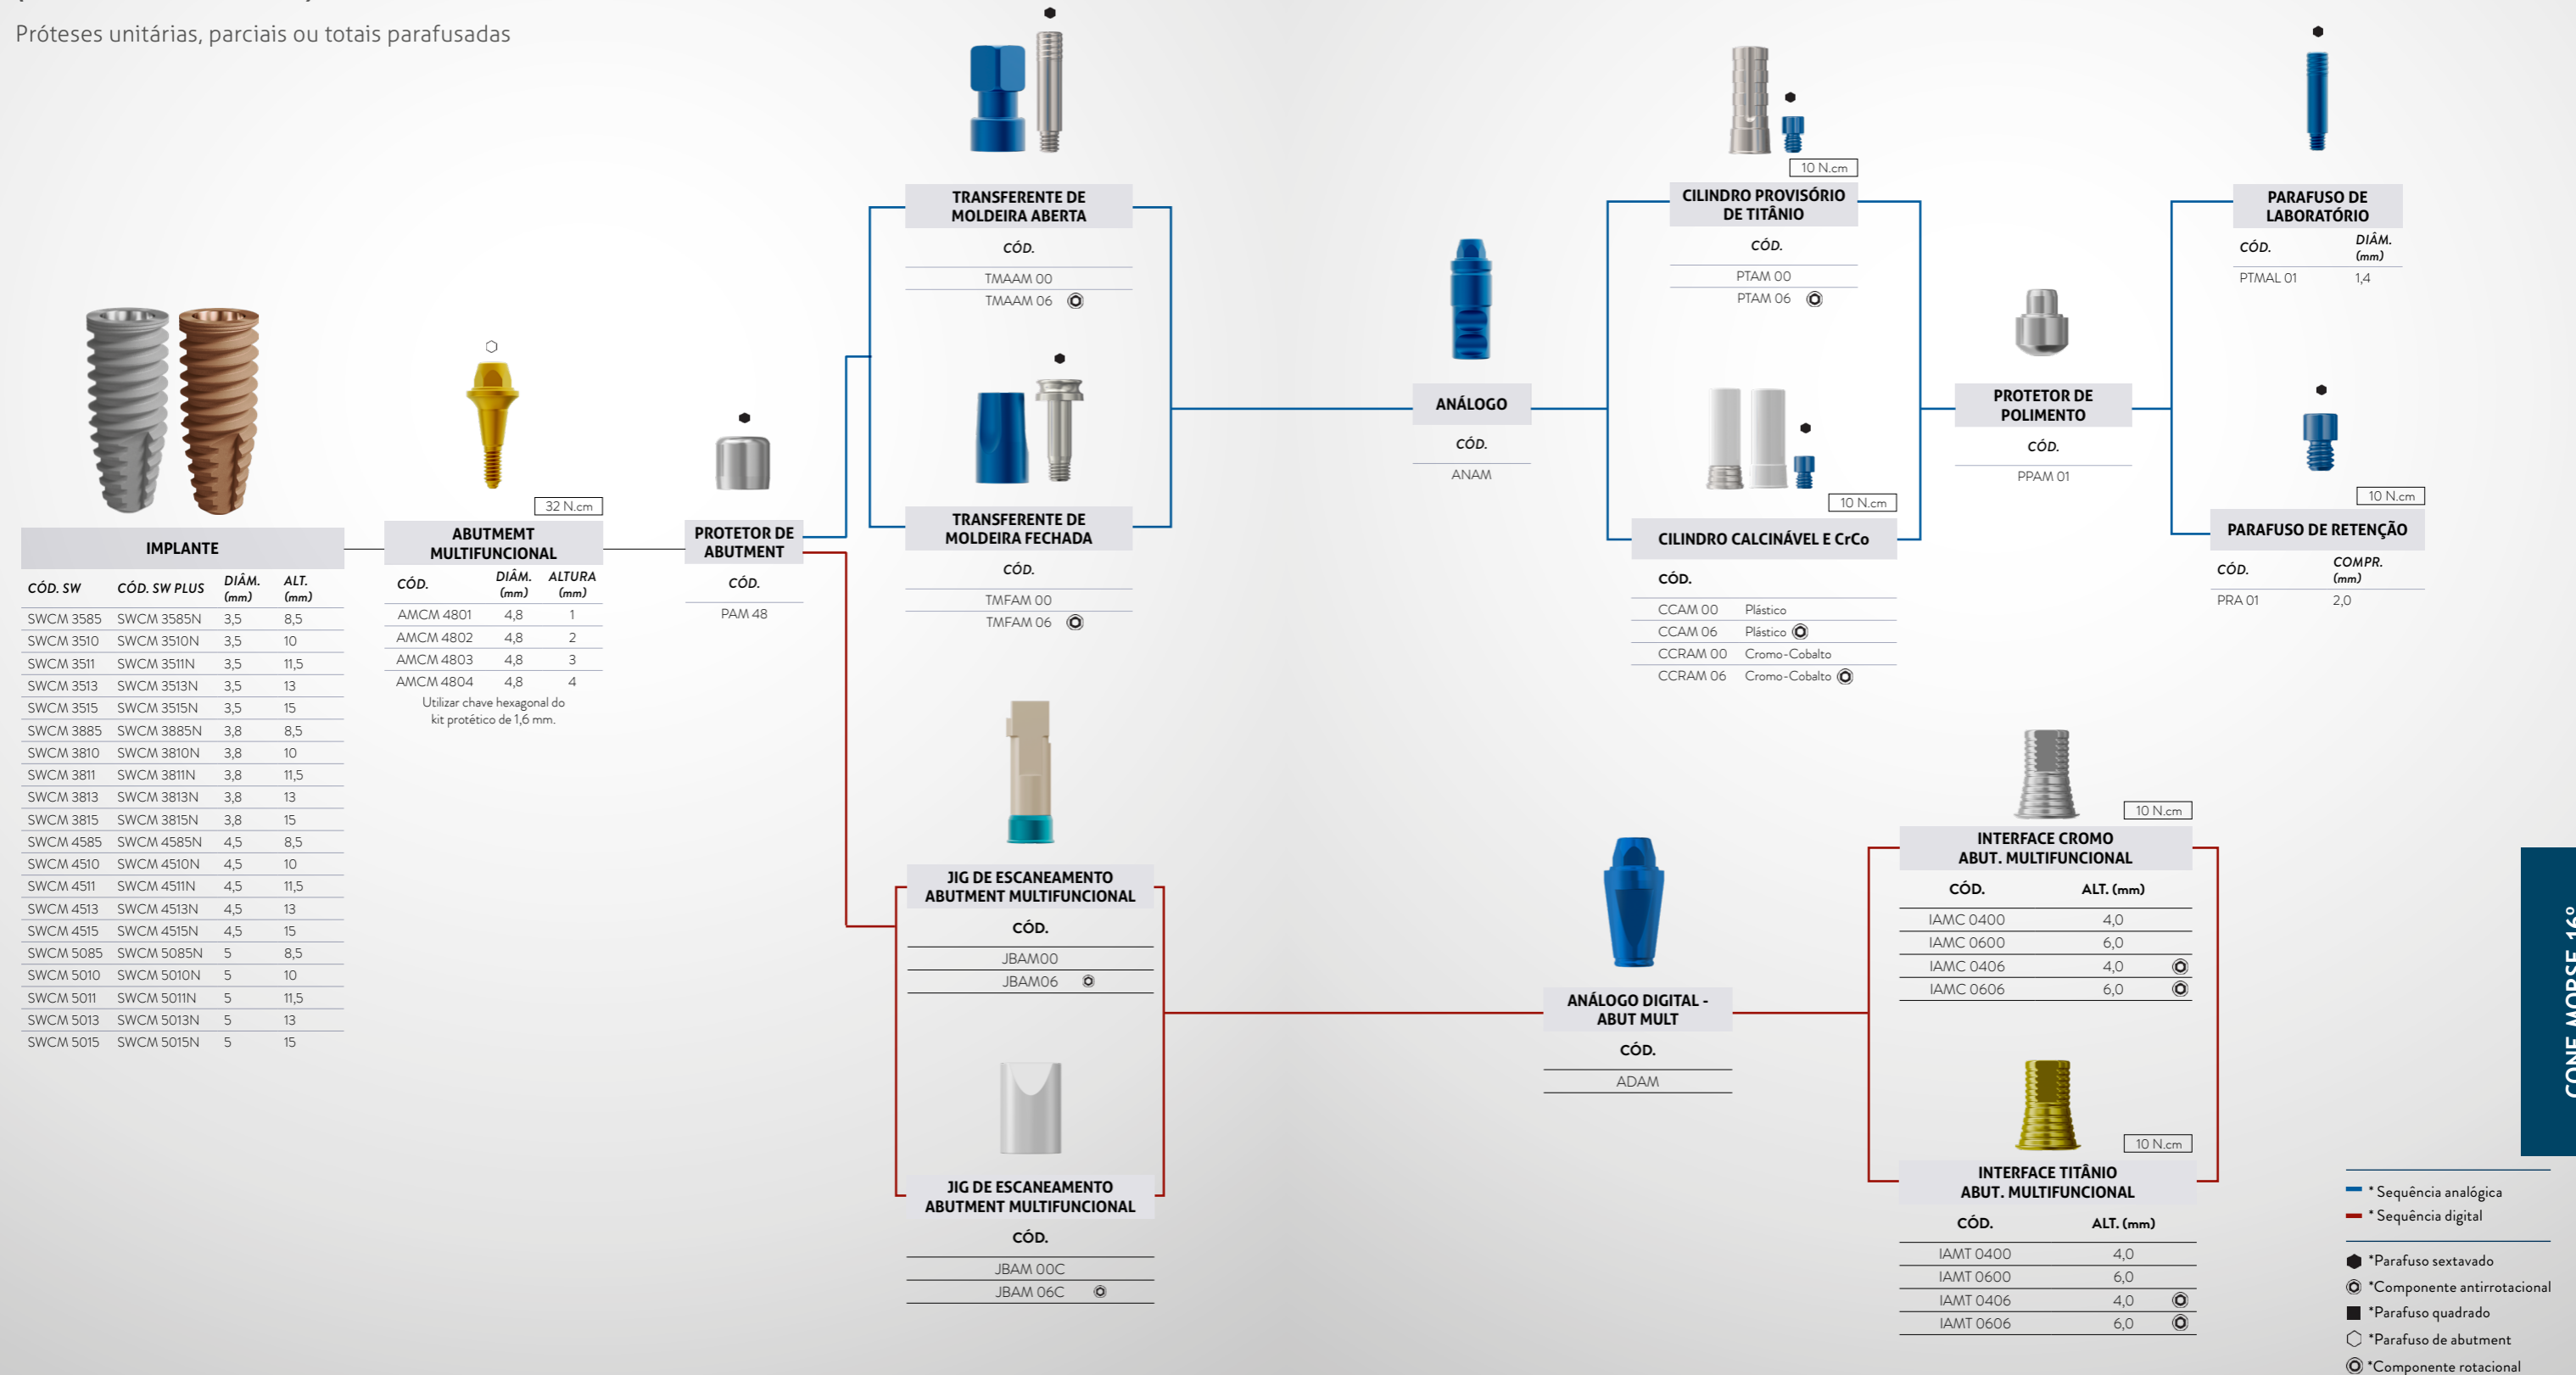 Próteses unitárias, parciais ou totais parafusadas
IMPLANTE
CÓD. SW CÓD. SW PLUS DIÂM. (mm) ALT. (mm)
SWCM 3585 SWCM 3585N 3,5 8,5
SWCM 3510 SWCM 3510N 3,5 10
SWCM 3511 SWCM 3511N 3,5 11,5
SWCM 3513 SWCM 3513N 3,5 13
SWCM 3515 SWCM 3515N 3,5 15
SWCM 3885 SWCM 3885N 3,8 8,5
SWCM 3810 SWCM 3810N 3,8 10
SWCM 3811 SWCM 3811N 3,8 11,5
SWCM 3813 SWCM 3813N 3,8 13
SWCM 3815 SWCM 3815N 3,8 15
SWCM 4585 SWCM 4585N 4,5 8,5
SWCM 4510 SWCM 4510N 4,5 10
SWCM 4511 SWCM 4511N 4,5 11,5
SWCM 4513 SWCM 4513N 4,5 13
SWCM 4515 SWCM 4515N 4,5 15
SWCM 5085 SWCM 5085N 5 8,5
SWCM 5010 SWCM 5010N 5 10
SWCM 5011 SWCM 5011N 5 11,5
SWCM 5013 SWCM 5013N 5 13
SWCM 5015 SWCM 5015N 5 15
32 N.cm
ABUTMEMT
MULTIFUNCIONAL
CÓD. DIÂM. (mm) ALTURA (mm)
AMCM 4801 4,8 1
AMCM 4802 4,8 2
AMCM 4803 4,8 3
AMCM 4804 4,8 4
Utilizar chave hexagonal do
kit protético de 1,6 mm.
PROTETOR DE
ABUTMENT
CÓD.
PAM 48
TRANSFERENTE DE
MOLDEIRA ABERTA
CÓD.
TMAAM 00
TMAAM 06
TRANSFERENTE DE
MOLDEIRA FECHADA
CÓD.
TMFAM 00
TMFAM 06
JIG DE ESCANEAMENTO
ABUTMENT MULTIFUNCIONAL
CÓD.
JBAM00
JBAM06
JIG DE ESCANEAMENTO
ABUTMENT MULTIFUNCIONAL
CÓD.
JBAM 00C
JBAM 06C
ANÁLOGO
CÓD.
ANAM
10 N.cm
CILINDRO PROVISÓRIO
DE TITÂNIO
CÓD.
PTAM 00
PTAM 06
10 N.cm
CILINDRO CALCINÁVEL E CrCo
CÓD.
CCAM 00 Plástico
CCAM 06 Plástico
CCRAM 00 Cromo-Cobalto
CCRAM 06 Cromo-Cobalto
PROTETOR DE
POLIMENTO
CÓD.
PPAM 01
PARAFUSO DE
LABORATÓRIO
CÓD. DIÂM. (mm)
PTMAL 01 1,4
10 N.cm
PARAFUSO DE RETENÇÃO
CÓD. COMPR. (mm)
PRA 01 2,0
ANÁLOGO DIGITAL -
ABUT MULT
CÓD.
ADAM
10 N.cm
INTERFACE CROMO
ABUT. MULTIFUNCIONAL
CÓD. ALT. (mm)
IAMC 0400 4,0
IAMC 0600 6,0
IAMC 0406 4,0
IAMC 0606 6,0
10 N.cm
INTERFACE TITÂNIO
ABUT. MULTIFUNCIONAL
CÓD. ALT. (mm)
IAMT 0400 4,0
IAMT 0600 6,0
IAMT 0406 4,0
IAMT 0606 6,0
CONE MORSE 16°
* Sequência analógica
* Sequência digital
*Parafuso sextavado
*Componente antirrotacional
*Parafuso quadrado
*Parafuso de abutment
*Componente rotacional